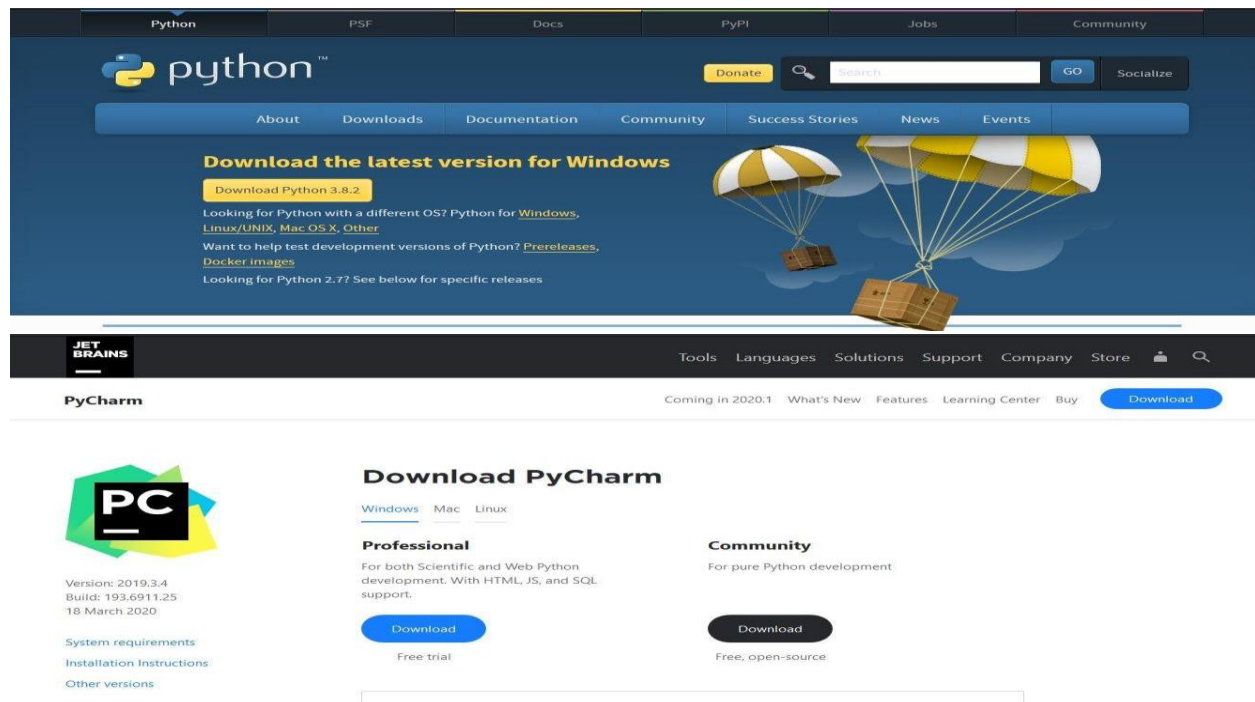 Python PSF Docs PyPI Jobs Community
python™
Donate Search GO Socialize
About Downloads Documentation Community Success Stories News Events
Download the latest version for Windows
Download Python 3.8.2
Looking for Python with a different OS? Python for Windows,
Linux/UNIX, Mac OS X, Other
Want to help test development versions of Python? Prereleases,
Docker images
Looking for Python 2.7? See below for specific releases
JET
BRAINS
Tools Languages Solutions Support Company Store
PyCharm
Coming in 2020.1 What's New Features Learning Center Buy Download
PC
Version: 2019.3.4
Build: 193.6911.25
18 March 2020
System requirements
Installation Instructions
Other versions
Download PyCharm
Windows Mac Linux
Professional
For both Scientific and Web Python
development. With HTML, JS, and SQL
support.
Download
Free trial
Community
For pure Python development
Download
Free, open-source